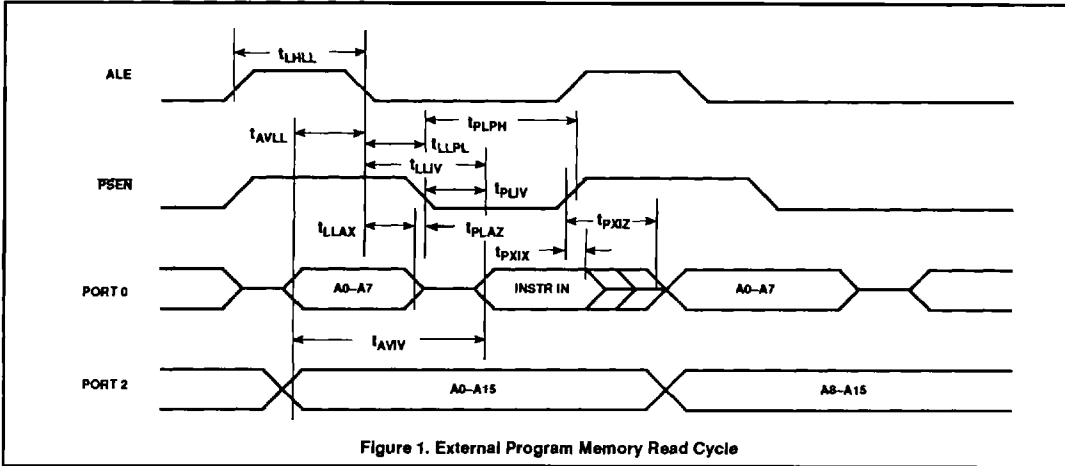 ALE
tLHLL
tAVLL
tPLPH
tLLPL
tLLIV
PSEN
tPLIV
tLLAX
tPLAZ
tPXIZ
tPXIX
PORT 0
A0–A7
INSTR IN
A0–A7
tAVIV
PORT 2
A0–A15
A8–A15
Figure 1. External Program Memory Read Cycle